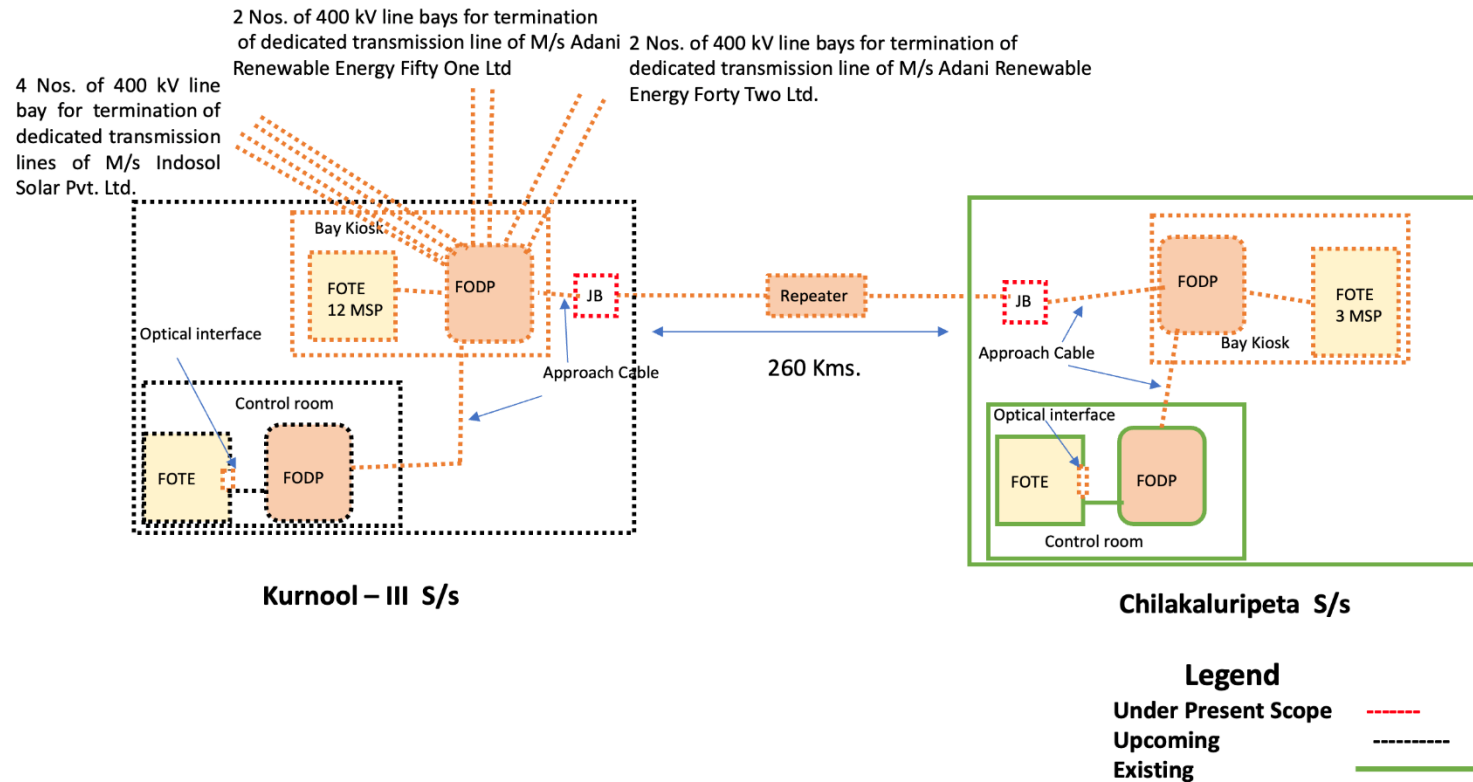 2 Nos. of 400 kV line bays for termination
of dedicated transmission line of M/s Adani
Renewable Energy Fifty One Ltd
2 Nos. of 400 kV line bays for termination of
dedicated transmission line of M/s Adani Renewable
Energy Forty Two Ltd.
4 Nos. of 400 kV line
bay for termination of
dedicated transmission
lines of M/s Indosol
Solar Pvt. Ltd.
Bay Kiosk
FOTE
12 MSP
FODP
JB
Optical interface
Approach Cable
Control room
FOTE
FODP
Kurnool – III S/s
Repeater
260 Kms.
JB
FODP
FOTE
3 MSP
Bay Kiosk
Approach Cable
Optical interface
FOTE
FODP
Control room
Chilakaluripeta S/s
Legend
Under Present Scope
Upcoming
Existing